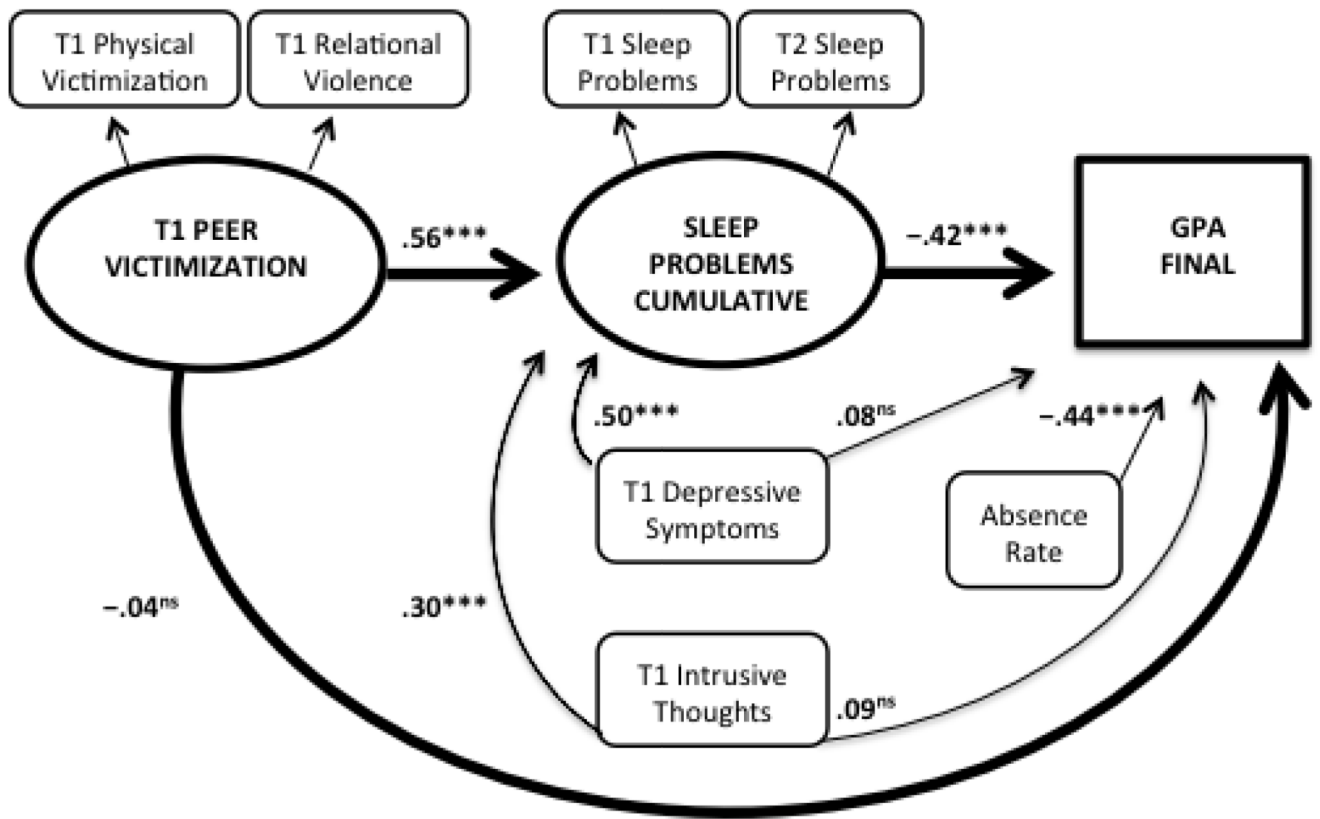 T1 Physical
Victimization
T1 Relational
Violence
T1 Sleep
Problems
T2 Sleep
Problems
T1 PEER
VICTIMIZATION
.56***
SLEEP
PROBLEMS
CUMULATIVE
−.42***
GPA
FINAL
.50***
.08ns
−.44***
T1 Depressive
Symptoms
Absence
Rate
−.04ns
.30***
T1 Intrusive
Thoughts
.09ns